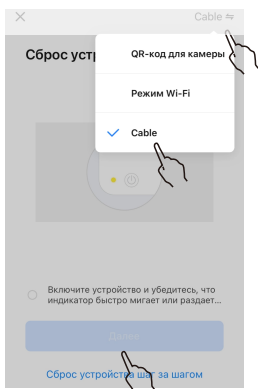 Cable ⇋
Сброс устр
QR-код для камеры
Режим Wi-Fi
Cable
Включите устройство и убедитесь, что
индикатор быстро мигает или раздает...
Далее
Сброс устройства шаг за шагом